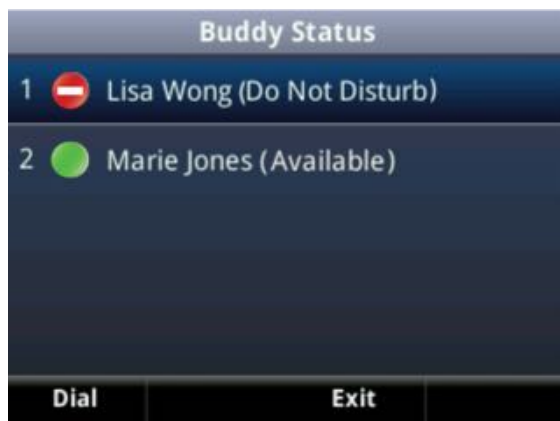 Buddy Status
1 Lisa Wong (Do Not Disturb)
2 Marie Jones (Available)
Dial Exit